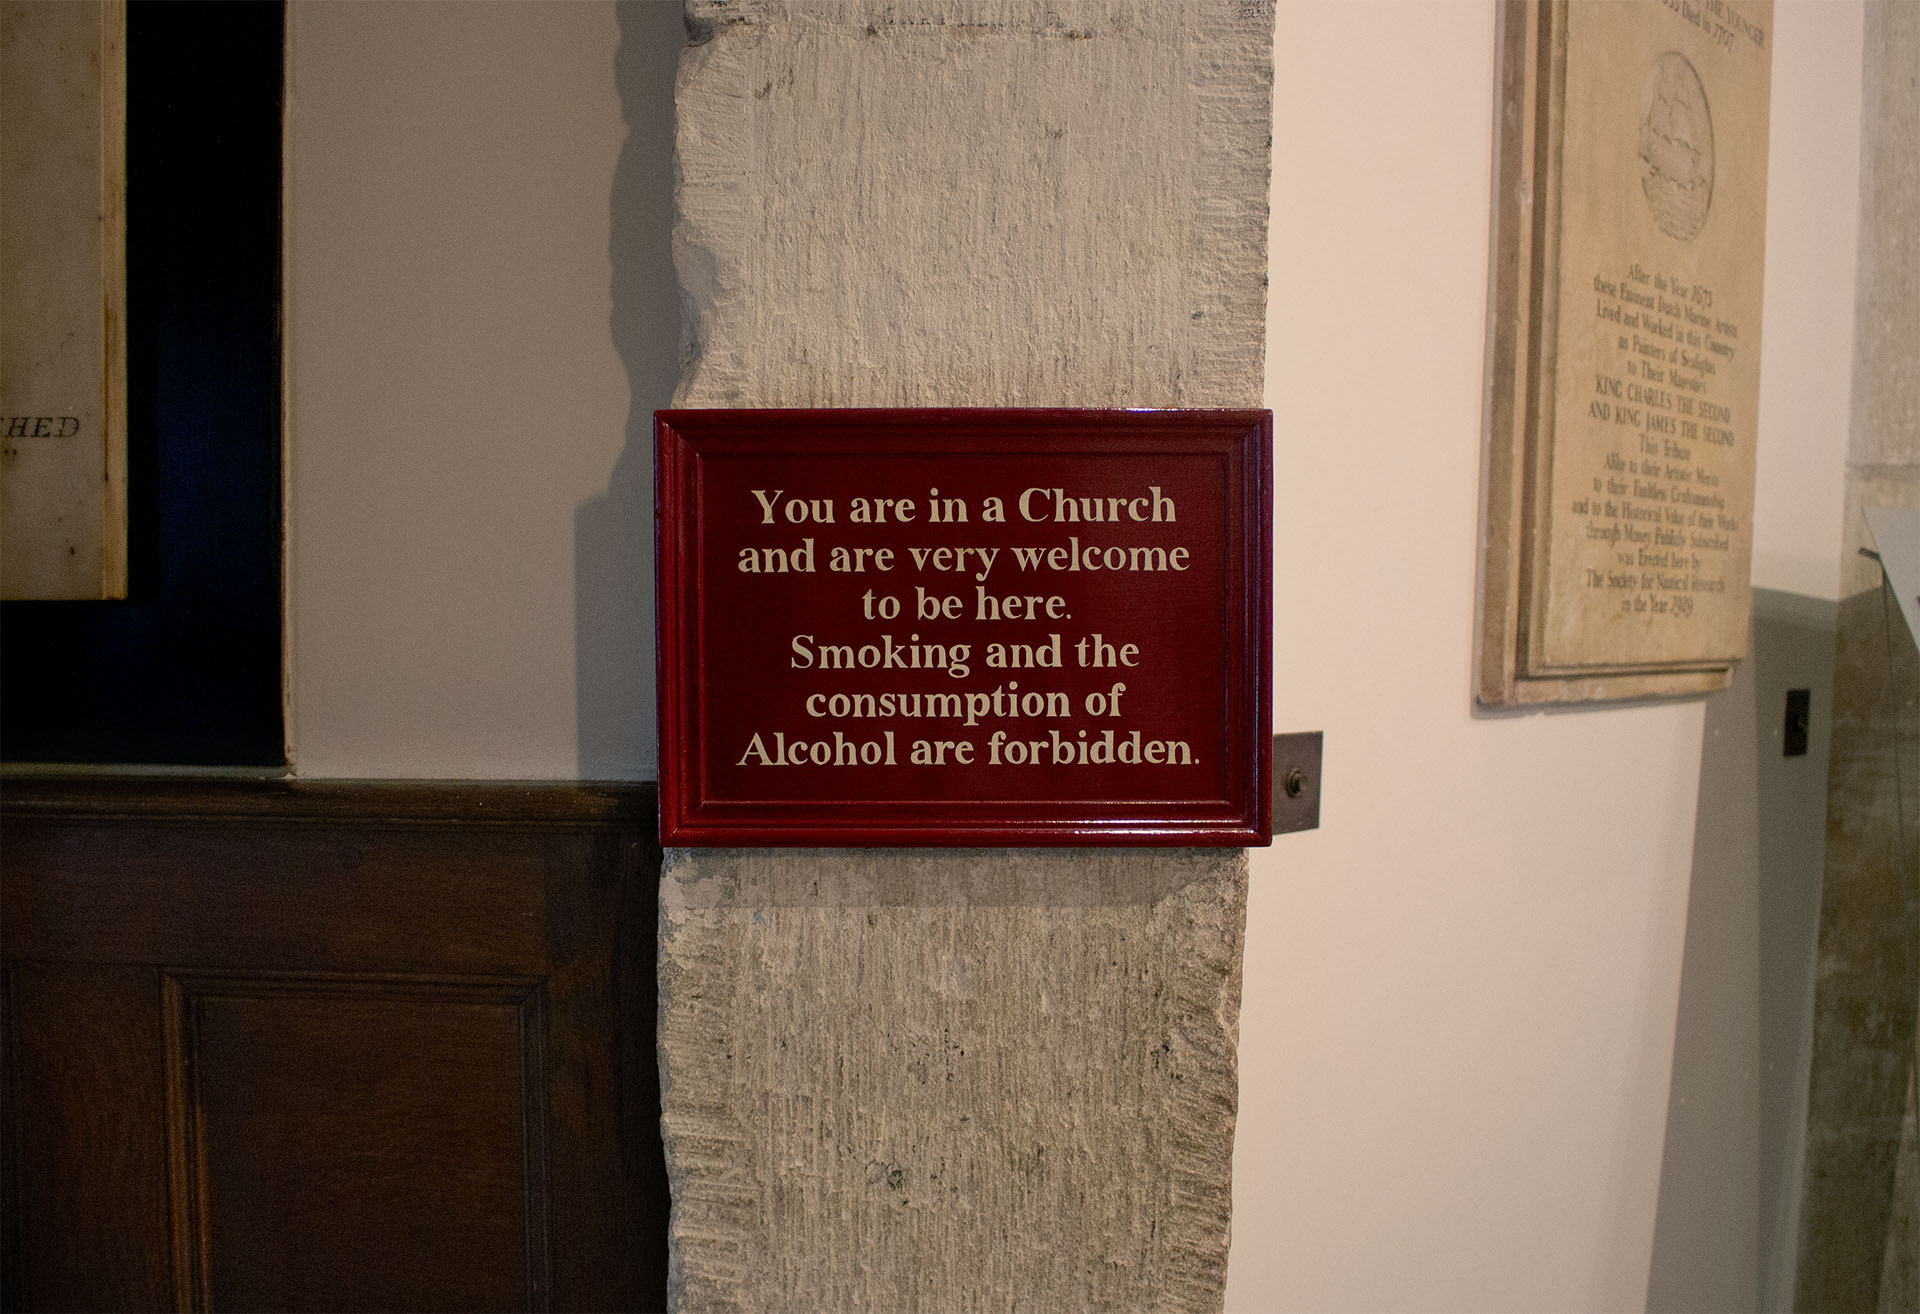 HED
You are in a Church
and are very welcome
to be here.
Smoking and the
consumption of
Alcohol are forbidden.
THE YOUNGER
Died in 1707
After the Year 1673
these Eminent Dutch Marine Artists
Lived and Worked in this Country
as Painters of Seafights
to Their Majesties
KING CHARLES THE SECOND
AND KING JAMES THE SECOND
This Tribute
Alike to their Artistic Merits
to their Faultless Craftsmanship
and to the Historical Value of their Works
through Money Publicly Subscribed
was Erected here by
The Society for Nautical Research
in the Year 1929